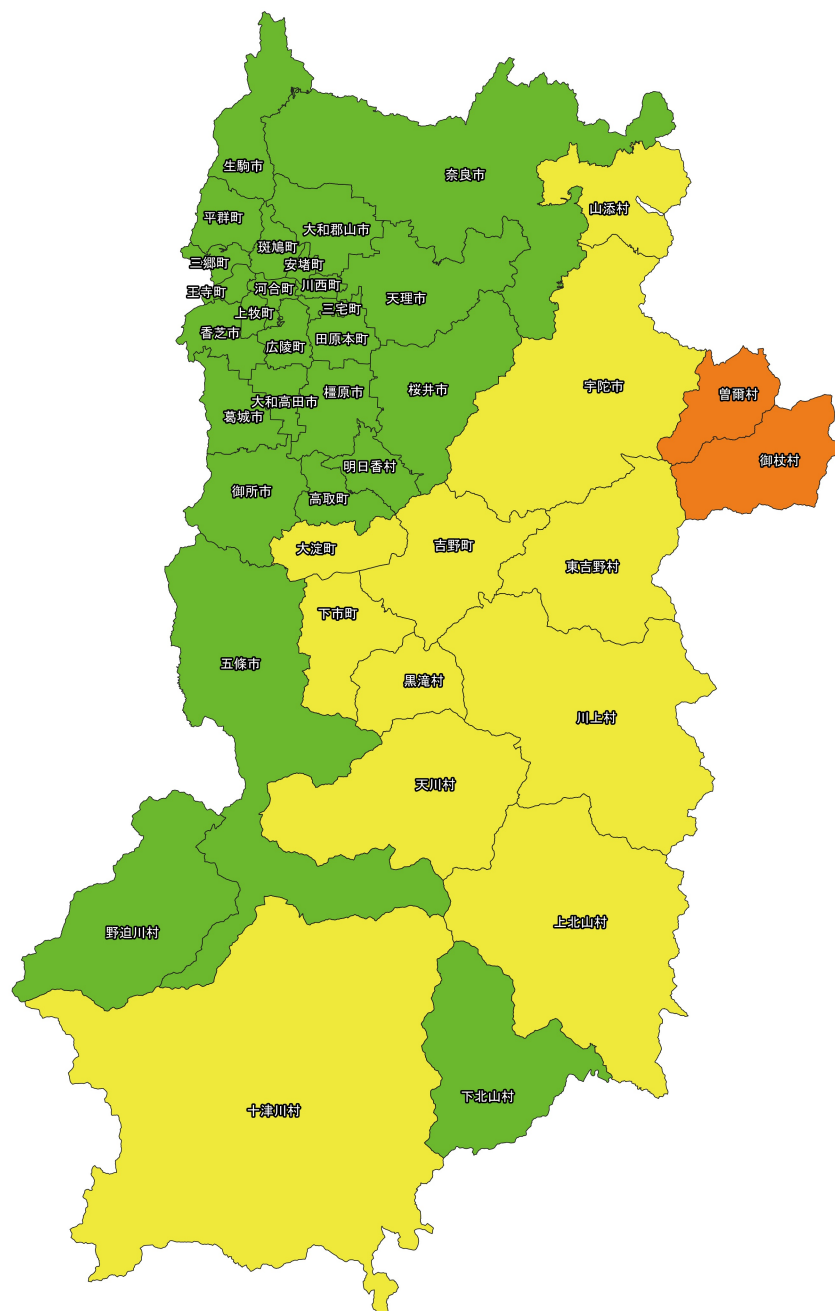 生駒市
奈良市
平群町
山添村
大和郡山市
斑鳩町
三郷町
安堵町
王寺町
河合町
川西町
天理市
上牧町
三宅町
香芝市
広陵町
田原本町
宇陀市
曽爾村
桜井市
橿原市
大和高田市
葛城市
御杖村
明日香村
御所市
高取町
大淀町
吉野町
東吉野村
下市町
五條市
黒滝村
川上村
天川村
野迫川村
上北山村
下北山村
十津川村